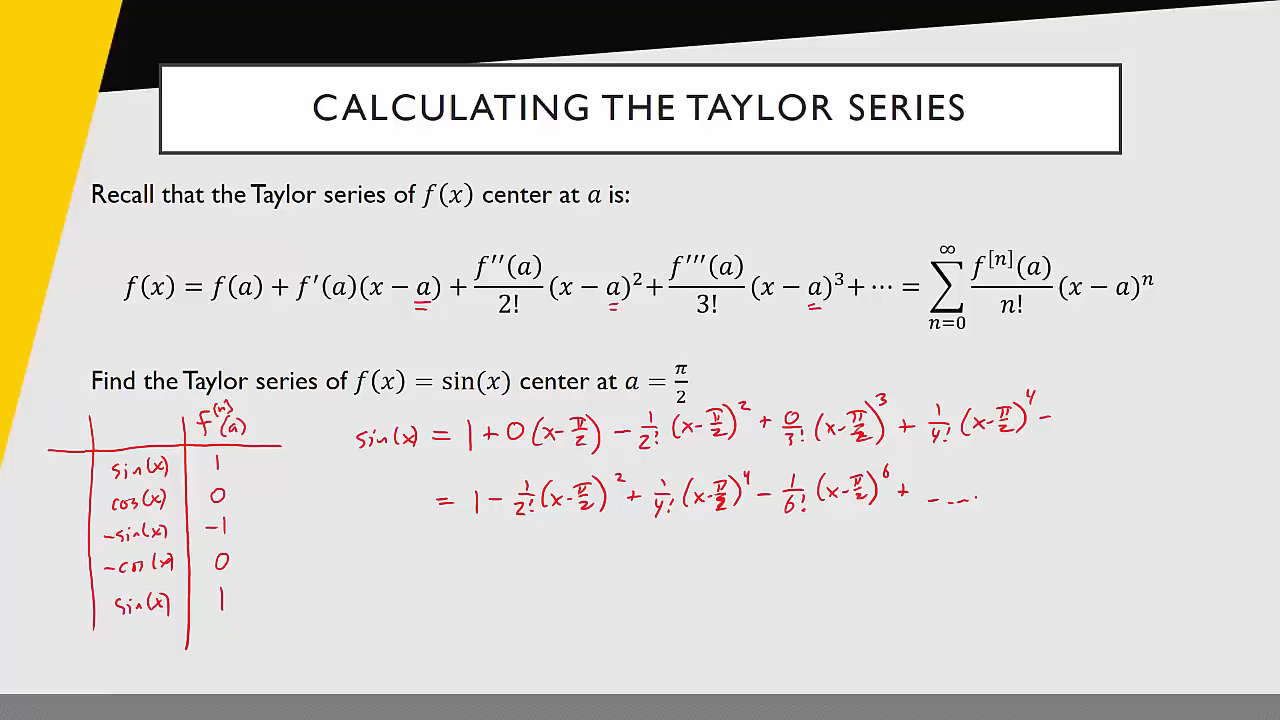 CALCULATING THE TAYLOR SERIES
Recall that the Taylor series of f(x) center at a is:
f(x) = f(a) + f′(a)(x − a) + f′′(a)/2! (x − a)² + f′′′(a)/3! (x − a)³ + ⋯ = ∑_{n=0}^{∞} f^{[n]}(a)/n! (x − a)ⁿ
Find the Taylor series of f(x) = sin(x) center at a = π/2
f^{[n]}(a)
sin(x) 1
cos(x) 0
-sin(x) -1
-cos(x) 0
sin(x) 1
sin(x) = 1 + 0(x-π/2) - 1/2! (x-π/2)² + 0/3! (x-π/2)³ + 1/4! (x-π/2)⁴ -
= 1 - 1/2! (x-π/2)² + 1/4! (x-π/2)⁴ - 1/6! (x-π/2)⁶ + ....